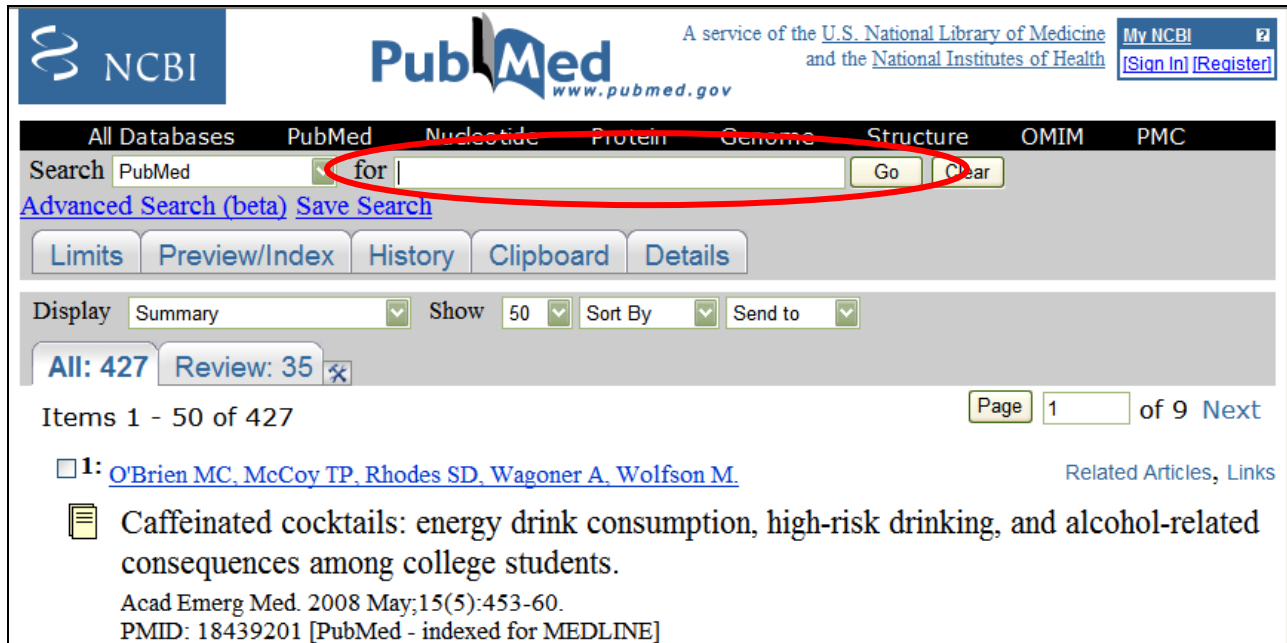 NCBI
PubMed
www.pubmed.gov
A service of the U.S. National Library of Medicine
and the National Institutes of Health
My NCBI ?
[Sign In] [Register]
All Databases PubMed Nucleotide Protein Genome Structure OMIM PMC
Search PubMed for Go Clear
Advanced Search (beta) Save Search
Limits Preview/Index History Clipboard Details
Display Summary Show 50 Sort By Send to
All: 427 Review: 35
Items 1 - 50 of 427 Page 1 of 9 Next
1: O'Brien MC, McCoy TP, Rhodes SD, Wagoner A, Wolfson M. Related Articles, Links
Caffeinated cocktails: energy drink consumption, high-risk drinking, and alcohol-related
consequences among college students.
Acad Emerg Med. 2008 May;15(5):453-60.
PMID: 18439201 [PubMed - indexed for MEDLINE]